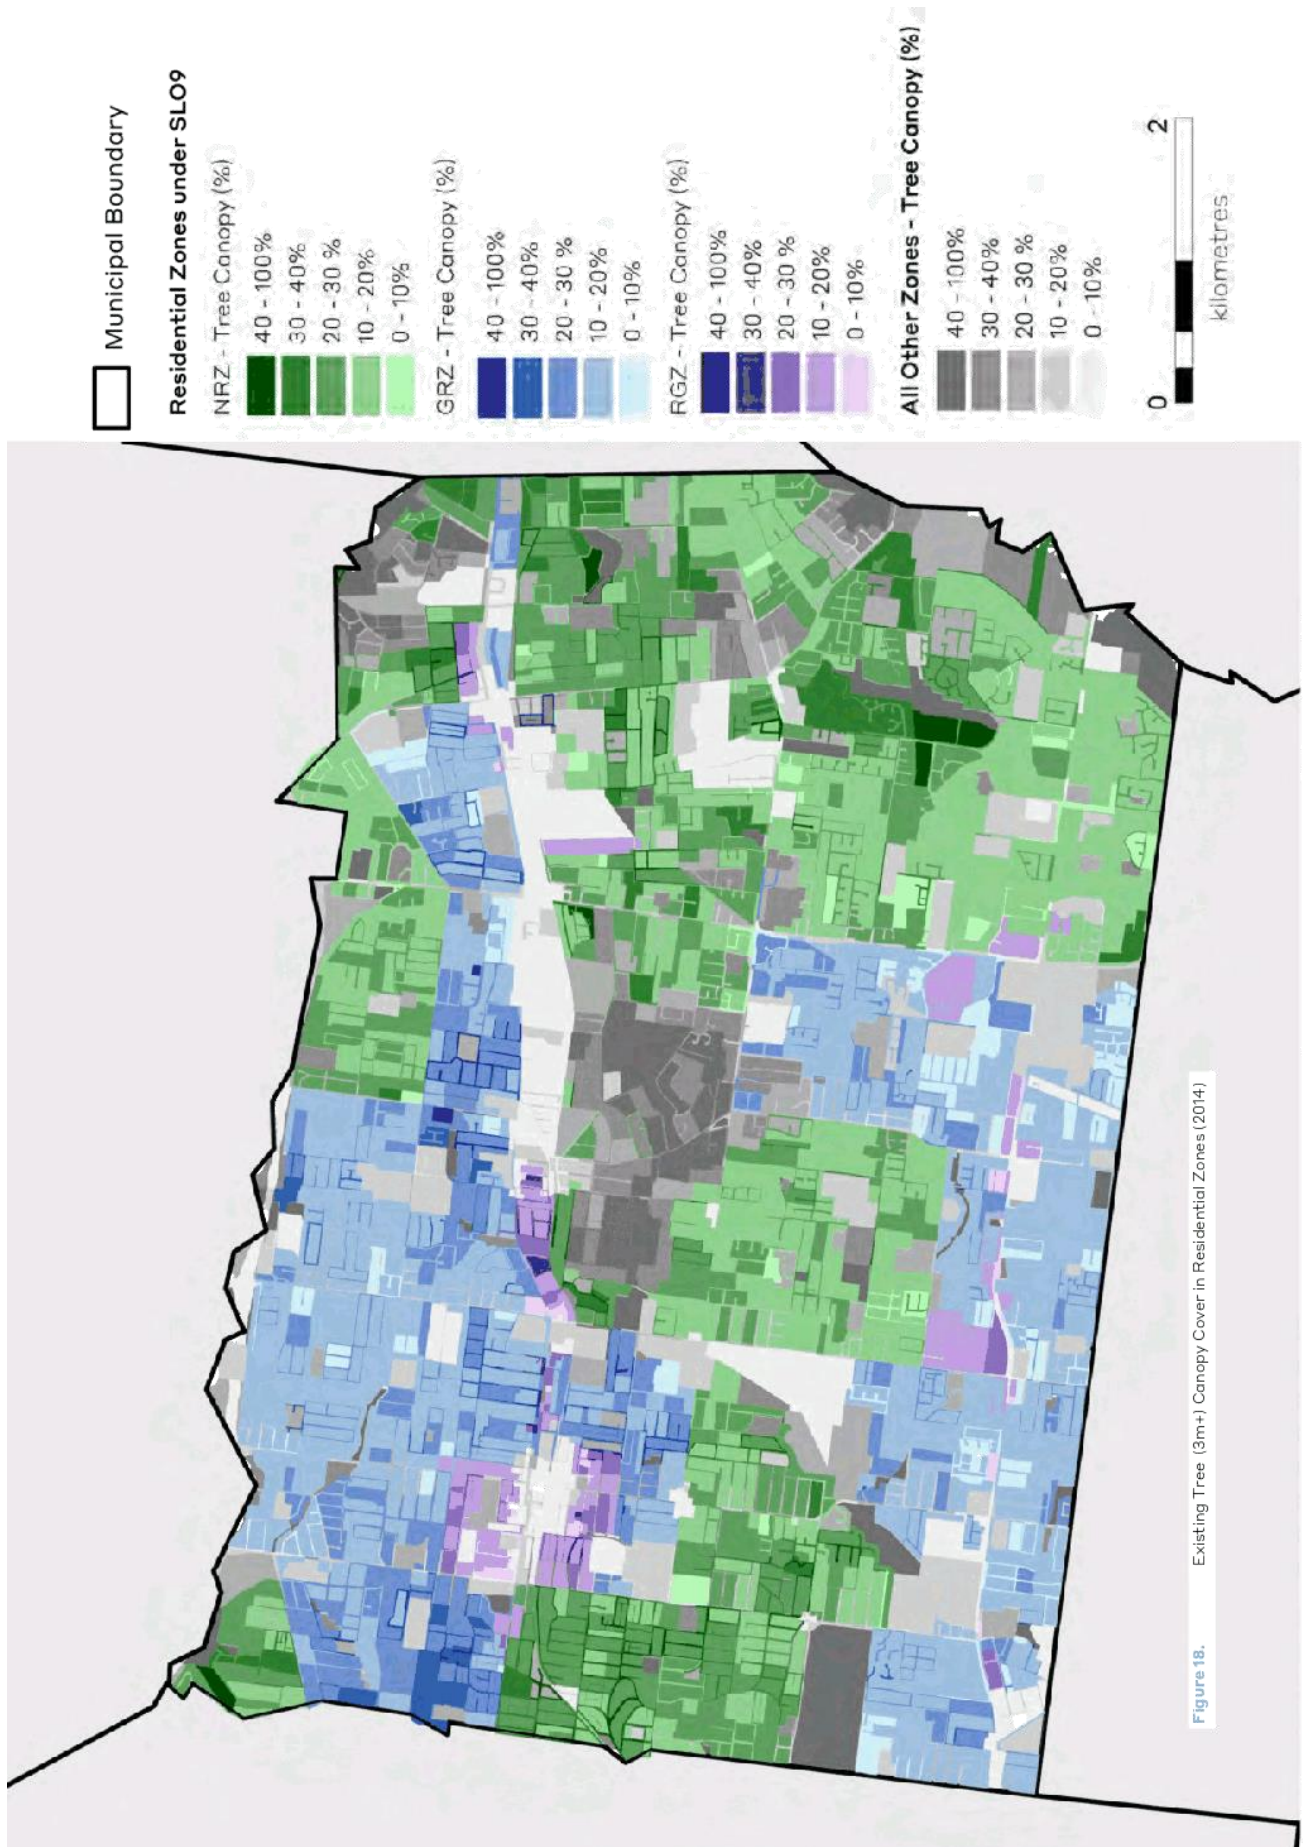 Municipal Boundary
Residential Zones under SLO9
NRZ - Tree Canopy (%)
40 - 100%
30 - 40%
20 - 30 %
10 - 20%
0 - 10%
GRZ - Tree Canopy (%)
40 - 100%
30 - 40%
20 - 30 %
10 - 20%
0 - 10%
RGZ - Tree Canopy (%)
40 - 100%
30 - 40%
20 - 30 %
10 - 20%
0 - 10%
All Other Zones - Tree Canopy (%)
40 - 100%
30 - 40%
20 - 30 %
10 - 20%
0 - 10%
0 2
kilometres
Figure 18. Existing Tree (3m+) Canopy Cover in Residential Zones (2014)